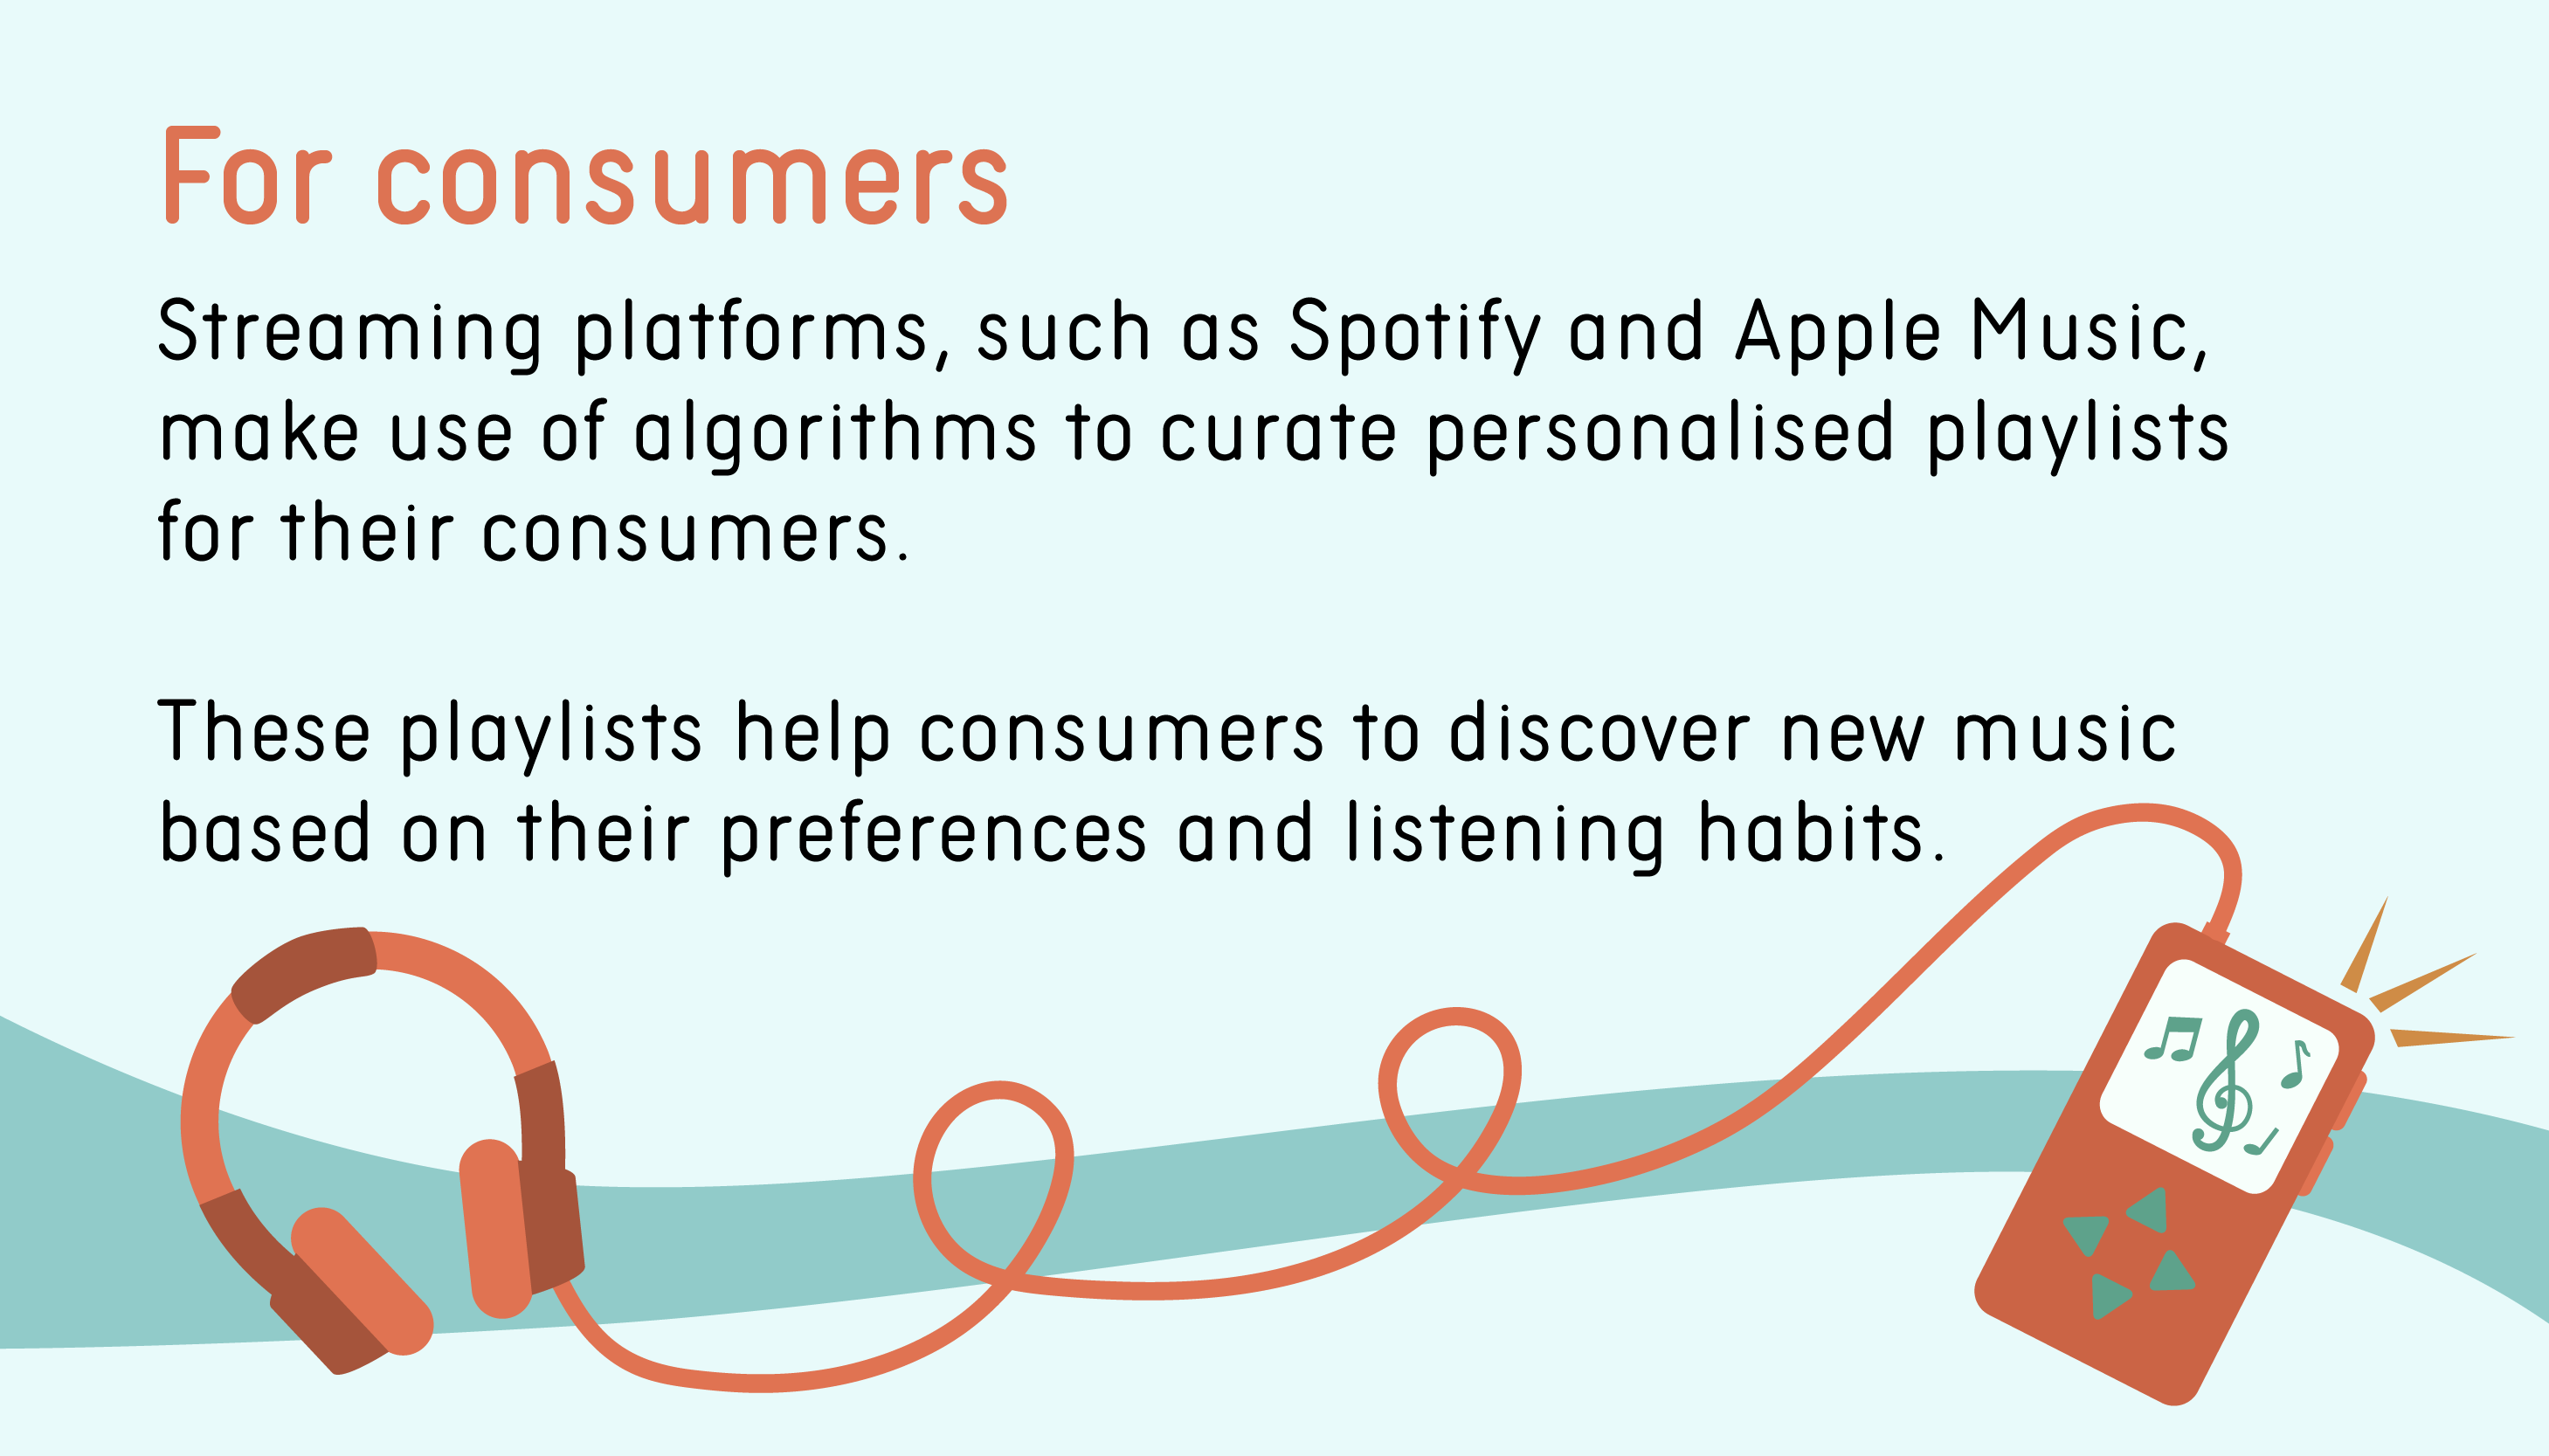 For consumers
Streaming platforms, such as Spotify and Apple Music,
make use of algorithms to curate personalised playlists
for their consumers.
These playlists help consumers to discover new music
based on their preferences and listening habits.